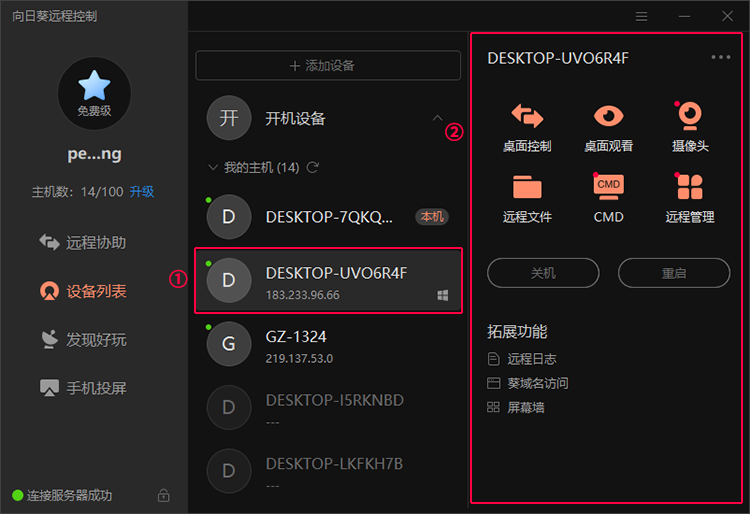 向日葵远程控制
免费级
pe...ng
主机数：14/100 升级
远程协助
设备列表
发现好玩
手机投屏
连接服务器成功
+ 添加设备
开 开机设备
②
我的主机 (14)
D DESKTOP-7QKQ... 本机
①
D DESKTOP-UVO6R4F
183.233.96.66
G GZ-1324
219.137.53.0
D DESKTOP-I5RKNBD
---
D DESKTOP-LKFKH7B
---
DESKTOP-UVO6R4F
桌面控制 桌面观看 摄像头
CMD
远程文件 CMD 远程管理
关机 重启
拓展功能
远程日志
葵域名访问
屏幕墙